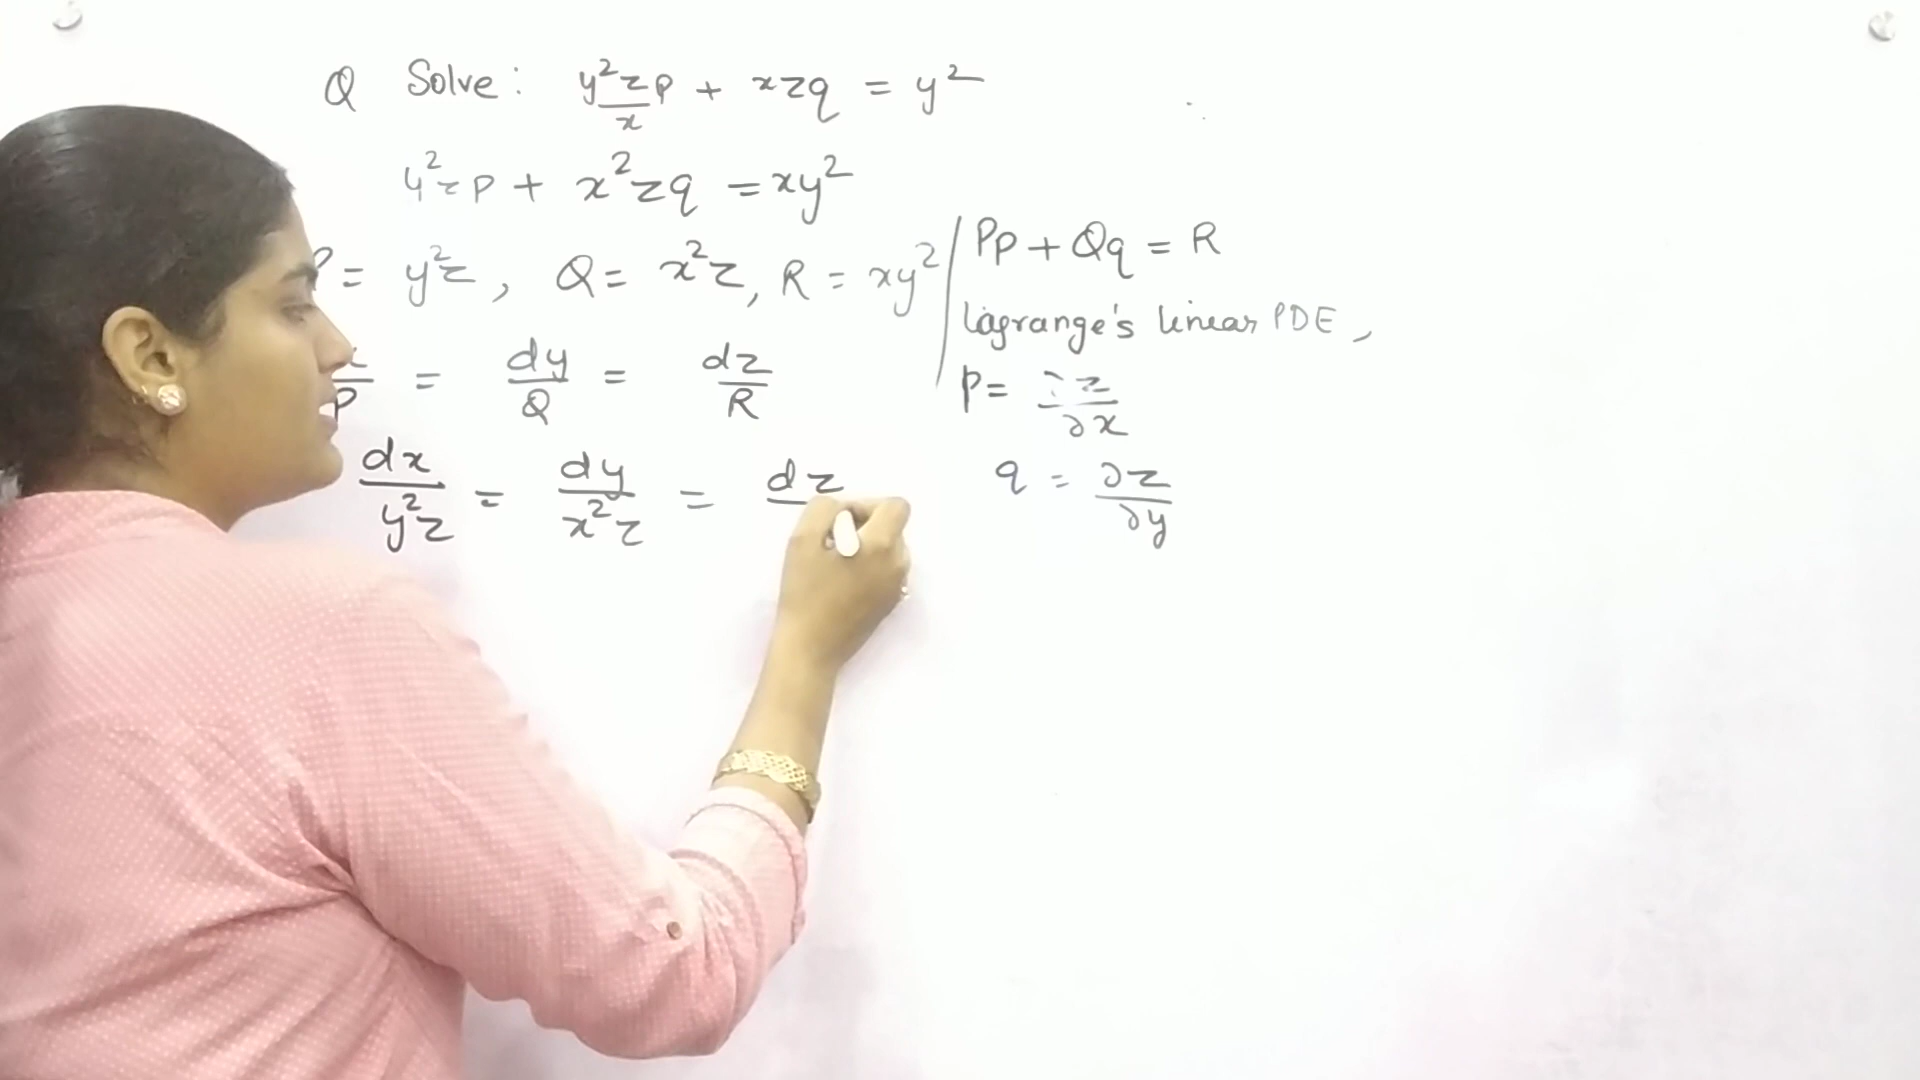 Q Solve: y²zp/x + xzq = y²
y²zp + x²zq = xy²
P = y²z, Q = x²z, R = xy²
/P = dy/Q = dz/R
dx/y²z = dy/x²z = dz
Pp + Qq = R
Lagrange's linear PDE,
p = ∂z/∂x
q = ∂z/∂y